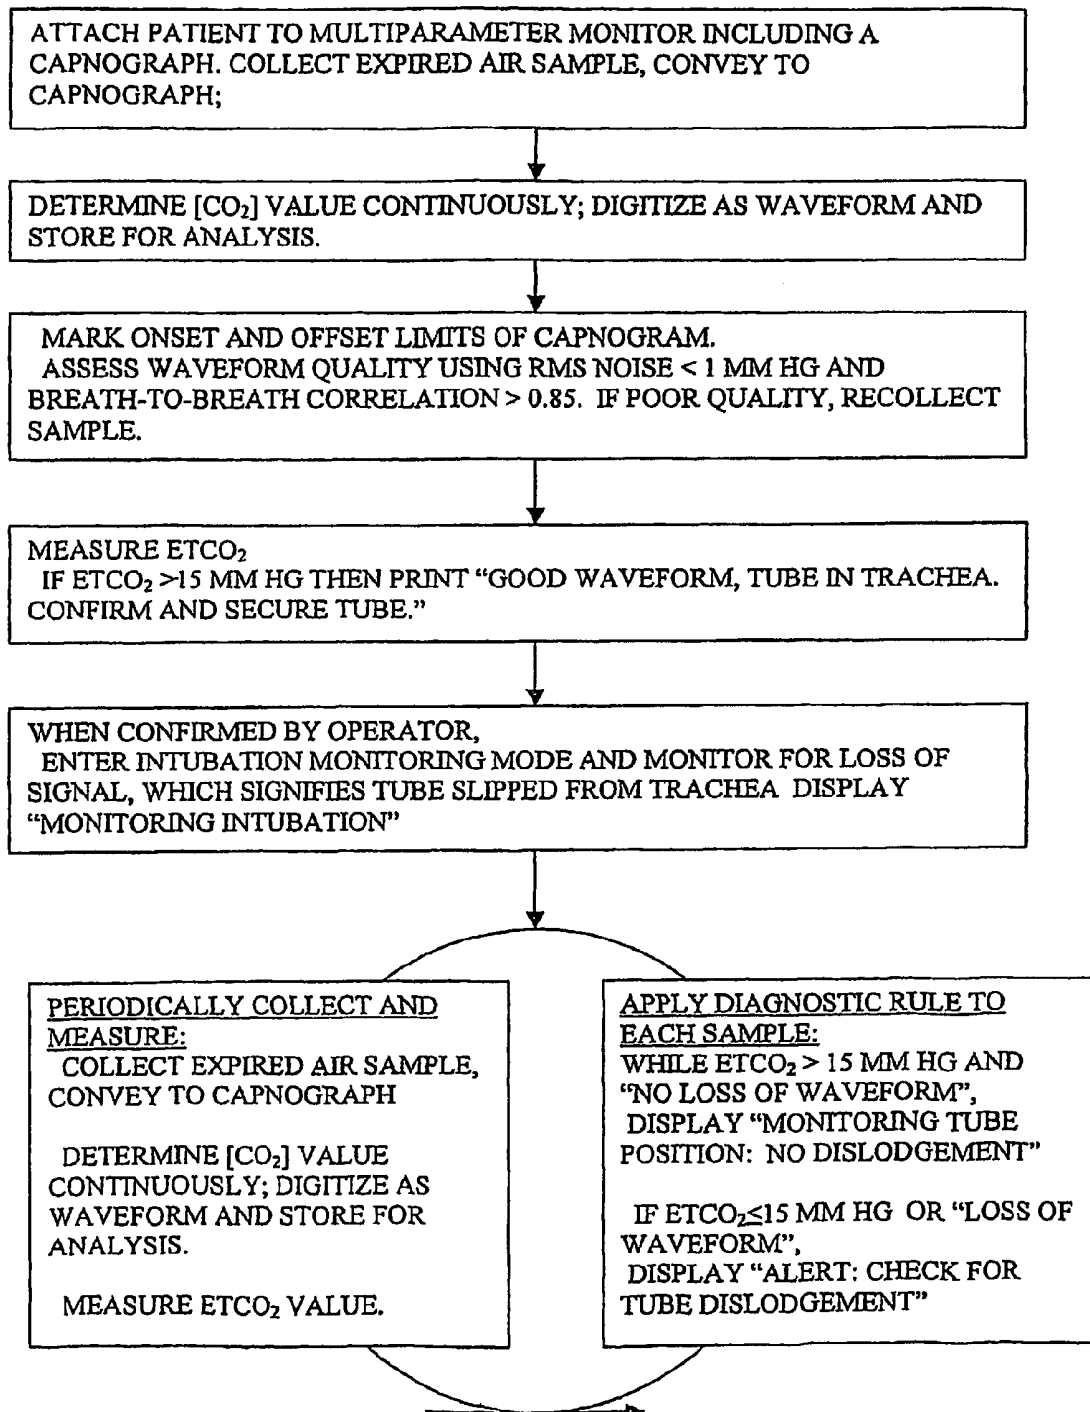 ATTACH PATIENT TO MULTIPARAMETER MONITOR INCLUDING A
CAPNOGRAPH. COLLECT EXPIRED AIR SAMPLE, CONVEY TO
CAPNOGRAPH;
DETERMINE [CO₂] VALUE CONTINUOUSLY; DIGITIZE AS WAVEFORM AND
STORE FOR ANALYSIS.
MARK ONSET AND OFFSET LIMITS OF CAPNOGRAM.
ASSESS WAVEFORM QUALITY USING RMS NOISE < 1 MM HG AND
BREATH-TO-BREATH CORRELATION > 0.85. IF POOR QUALITY, RECOLLECT
SAMPLE.
MEASURE ETCO₂
IF ETCO₂ >15 MM HG THEN PRINT “GOOD WAVEFORM, TUBE IN TRACHEA.
CONFIRM AND SECURE TUBE.”
WHEN CONFIRMED BY OPERATOR,
ENTER INTUBATION MONITORING MODE AND MONITOR FOR LOSS OF
SIGNAL, WHICH SIGNIFIES TUBE SLIPPED FROM TRACHEA DISPLAY
“MONITORING INTUBATION”
PERIODICALLY COLLECT AND
MEASURE:
COLLECT EXPIRED AIR SAMPLE,
CONVEY TO CAPNOGRAPH
DETERMINE [CO₂] VALUE
CONTINUOUSLY; DIGITIZE AS
WAVEFORM AND STORE FOR
ANALYSIS.
MEASURE ETCO₂ VALUE.
APPLY DIAGNOSTIC RULE TO
EACH SAMPLE:
WHILE ETCO₂ > 15 MM HG AND
“NO LOSS OF WAVEFORM”,
DISPLAY “MONITORING TUBE
POSITION: NO DISLODGEMENT”
IF ETCO₂≤15 MM HG OR “LOSS OF
WAVEFORM”,
DISPLAY “ALERT: CHECK FOR
TUBE DISLODGEMENT”